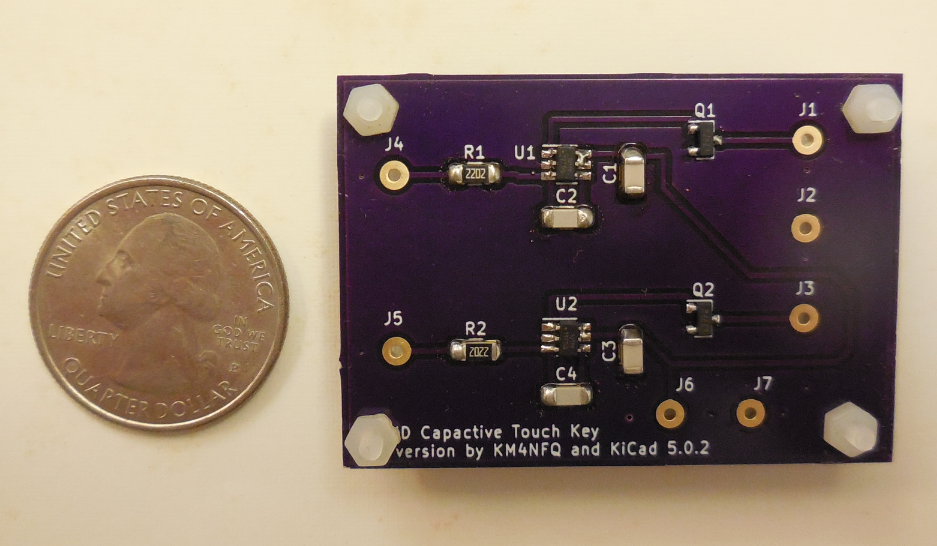 UNITED STATES OF AMERICA
LIBERTY
IN
GOD WE
TRUST
P
QUARTER DOLLAR
Q1
J1
J4
R1
U1
2202
C1
C2
J2
Q2
J3
U2
J5
R2
2022
C3
C4
J6
J7
Capactive Touch Key
version by KM4NFQ and KiCad 5.0.2